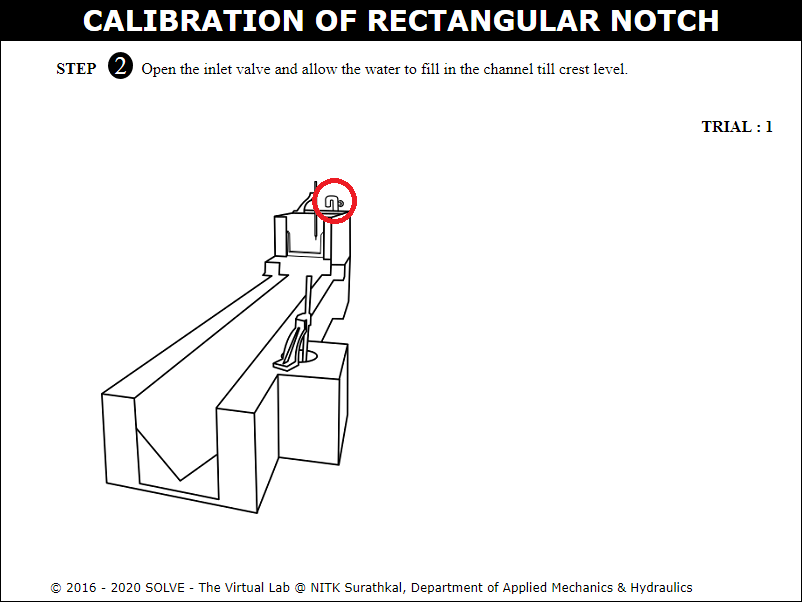 CALIBRATION OF RECTANGULAR NOTCH
STEP 2 Open the inlet valve and allow the water to fill in the channel till crest level.
TRIAL : 1
© 2016 - 2020 SOLVE - The Virtual Lab @ NITK Surathkal, Department of Applied Mechanics & Hydraulics